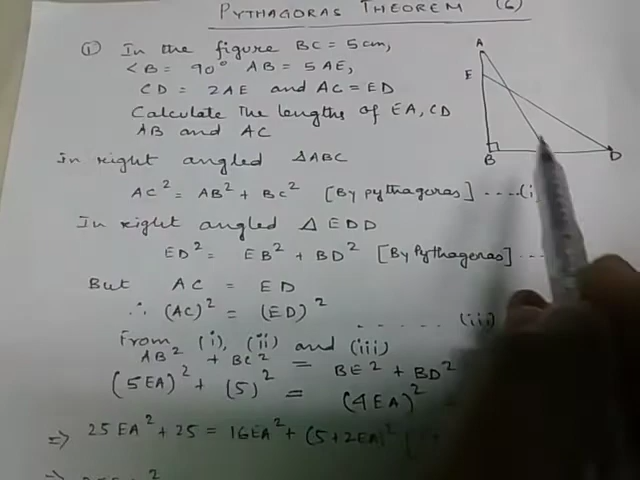 PYTHAGORAS THEOREM (6)
① In the figure BC = 5cm,
<B = 90° AB = 5AE,
CD = 2AE and AC = ED
Calculate the lengths of EA, CD
AB and AC
A
E
B
D
In right angled ΔABC
AC² = AB² + BC² [By pythagoras] ....(i)
In right angled Δ EDD
ED² = EB² + BD² [By Pythagoras] ...
But AC = ED
∴ (AC)² = (ED)² ..... (iii)
From (i), (ii) and (iii)
AB² + BC² = BE² + BD²
(5EA)² + (5)² = (4EA)²
=> 25EA² + 25 = 16EA² + (5+2EA)² [
=>